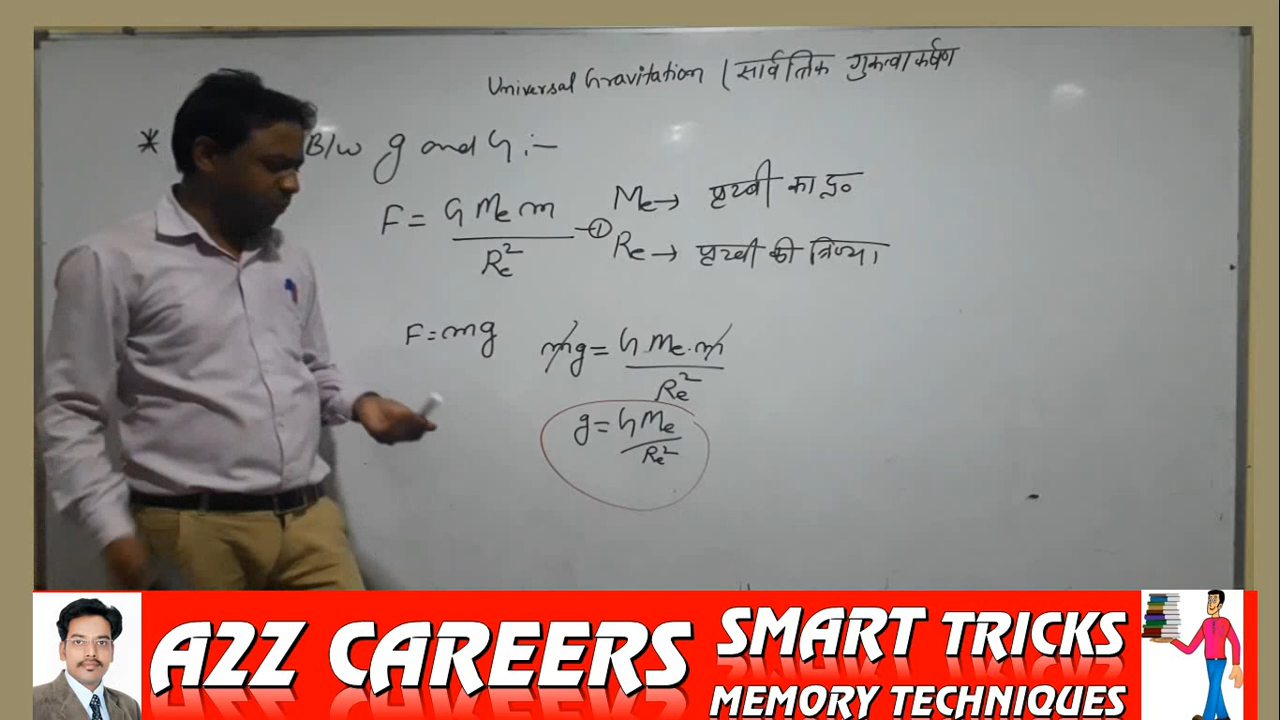 Universal Gravitation (सार्वत्रिक गुरुत्वाकर्षण
* B/w g and G :-
F = G Me m / Re² —①
Me → पृथ्वी का द्र०
Re → पृथ्वी की त्रिज्या
F = mg
mg = G Me . m / Re²
g = G Me / Re²
A2Z CAREERS
SMART TRICKS
MEMORY TECHNIQUES